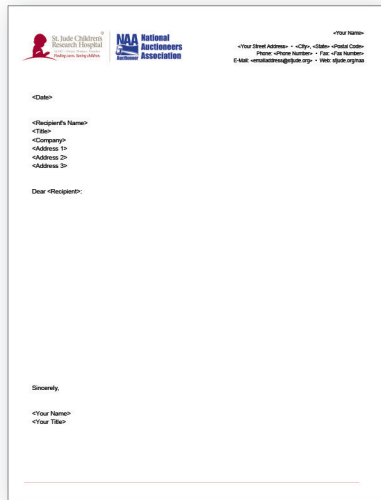 St. Jude Children's
Research Hospital
Finding cures. Saving children.
NAA National
Auctioneers
Association
Auctioneer
<Your Name>
<Your Street Address> • <City>, <State> <Postal Code>
Phone: <Phone Number> • Fax: <Fax Number>
E-Mail: <emailaddress@stjude.org> • Web: stjude.org/naa
<Date>
<Recipient's Name>
<Title>
<Company>
<Address 1>
<Address 2>
<Address 3>
Dear <Recipient>:
Sincerely,
<Your Name>
<Your Title>